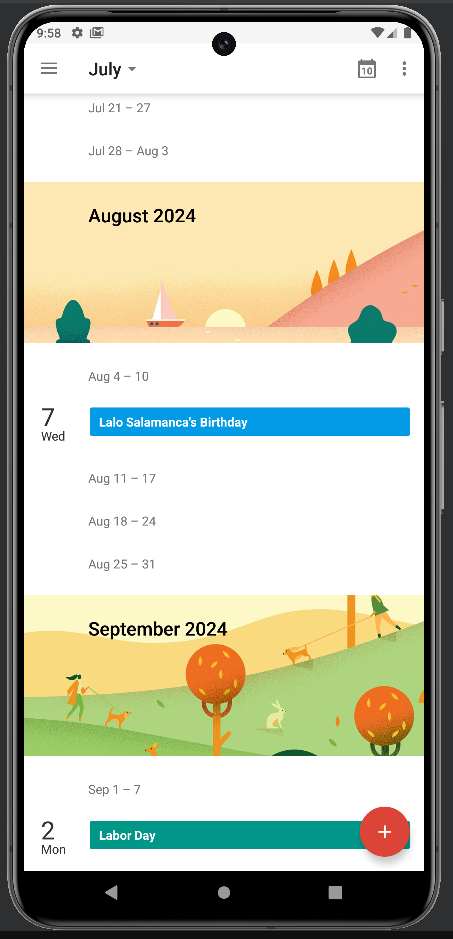 9:58
July
10
Jul 21 – 27
Jul 28 – Aug 3
August 2024
Aug 4 – 10
7
Wed
Lalo Salamanca's Birthday
Aug 11 – 17
Aug 18 – 24
Aug 25 – 31
September 2024
Sep 1 – 7
2
Mon
Labor Day
+